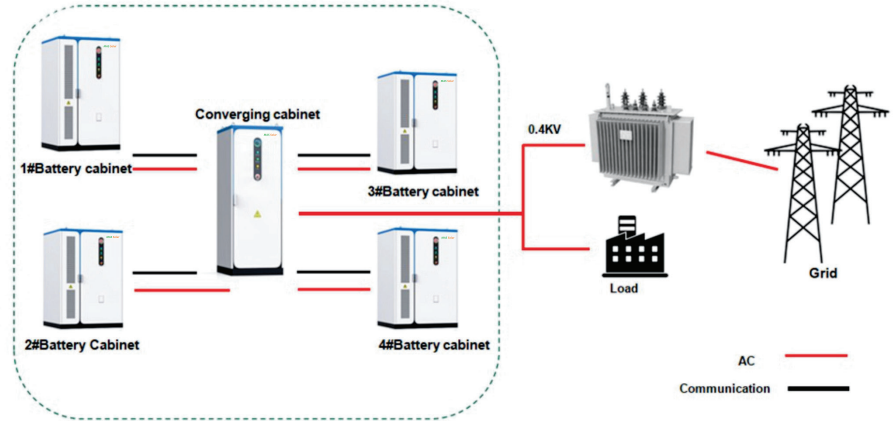 Converging cabinet
1#Battery cabinet
3#Battery cabinet
2#Battery Cabinet
4#Battery cabinet
0.4KV
Load
Grid
AC
Communication